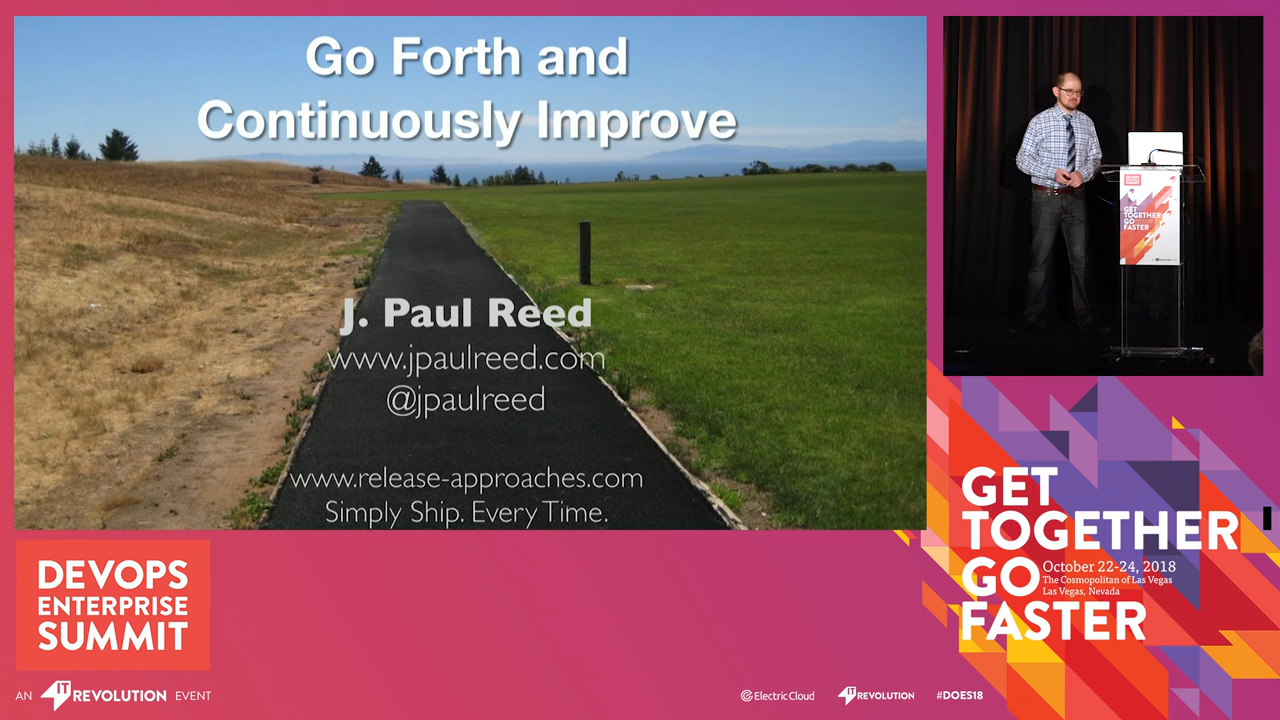 Go Forth and
Continuously Improve
J. Paul Reed
www.jpaulreed.com
@jpaulreed
www.release-approaches.com
Simply Ship. Every Time.
GET
TOGETHER
GO
FASTER
GET
TOGETHER
GO
FASTER
October 22-24, 2018
The Cosmopolitan of Las Vegas
Las Vegas, Nevada
DEVOPS
ENTERPRISE
SUMMIT
AN IT REVOLUTION EVENT
Electric Cloud
IT REVOLUTION
#DOES18